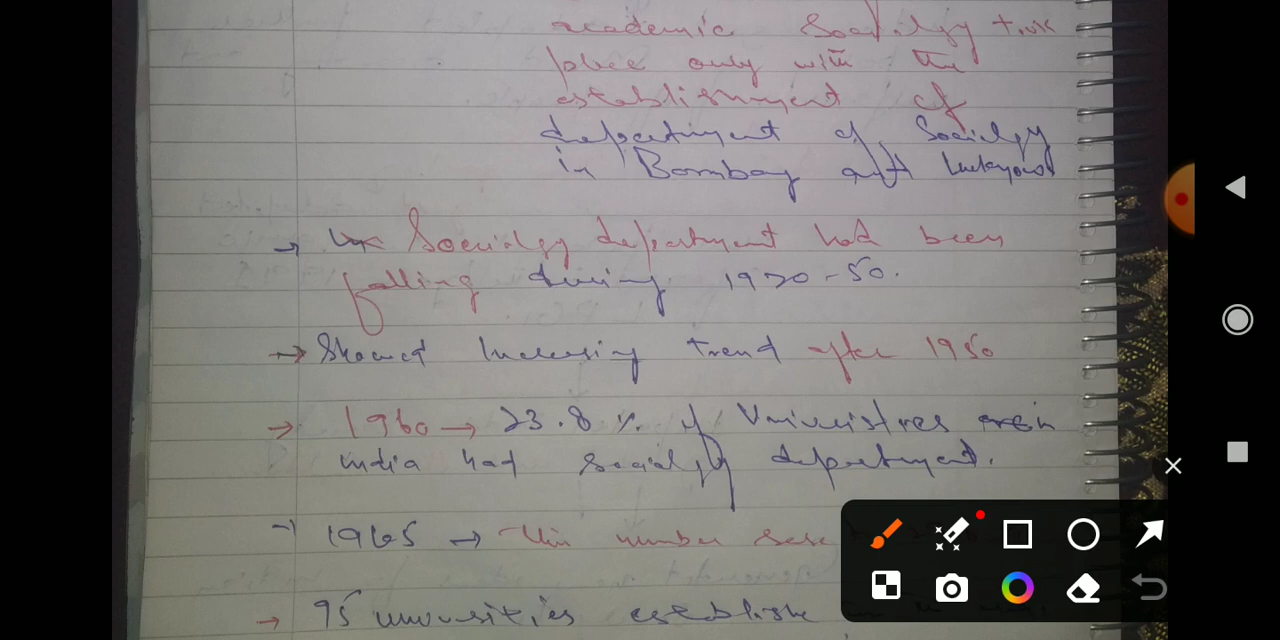 academic Sociology took
place only with the
establishment of
department of Sociology
in Bombay and Lucknow
→ Sociology department had been
falling during 1920-50.
→ Showed Increasing trend after 1950
→ 1960 → 23.8 % of Universities in
india had sociology department.
→ 1965 → this number
→ 95 universities establish